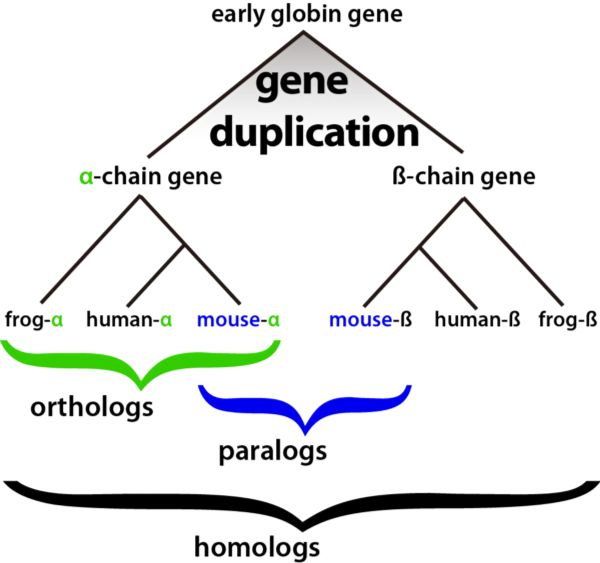 early globin gene
gene
duplication
α-chain gene
ß-chain gene
frog-α human-α mouse-α mouse-ß human-ß frog-ß
orthologs
paralogs
homologs